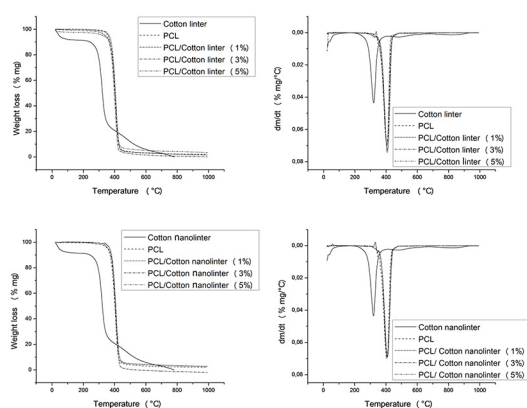 Cotton linter
PCL
PCL/Cotton linter ( 1%)
PCL/Cotton linter ( 3%)
PCL/Cotton linter ( 5%)
Weight loss ( % mg)
100
80
60
40
20
0
0 200 400 600 800 1000
Temperature ( °C)
dm/dt ( % mg/°C)
0,00
0,02
0,04
0,06
0,08
Cotton linter
PCL
PCL/Cotton linter ( 1%)
PCL/Cotton linter ( 3%)
PCL/Cotton linter ( 5%)
0 200 400 600 800 1000
Temperature ( °C)
Cotton nanolinter
PCL
PCL/Cotton nanolinter ( 1%)
PCL/Cotton nanolinter ( 3%)
PCL/Cotton nanolinter ( 5%)
Weight loss ( % mg)
100
80
60
40
20
0
0 200 400 600 800 1000
Temperature ( °C)
dm/dt ( % mg/°C)
0,00
0,02
0,04
0,06
0,08
Cotton nanolinter
PCL
PCL/ Cotton nanolinter ( 1%)
PCL/ Cotton nanolinter ( 3%)
PCL/ Cotton nanolinter ( 5%)
0 200 400 600 800 1000
Temperature ( °C)